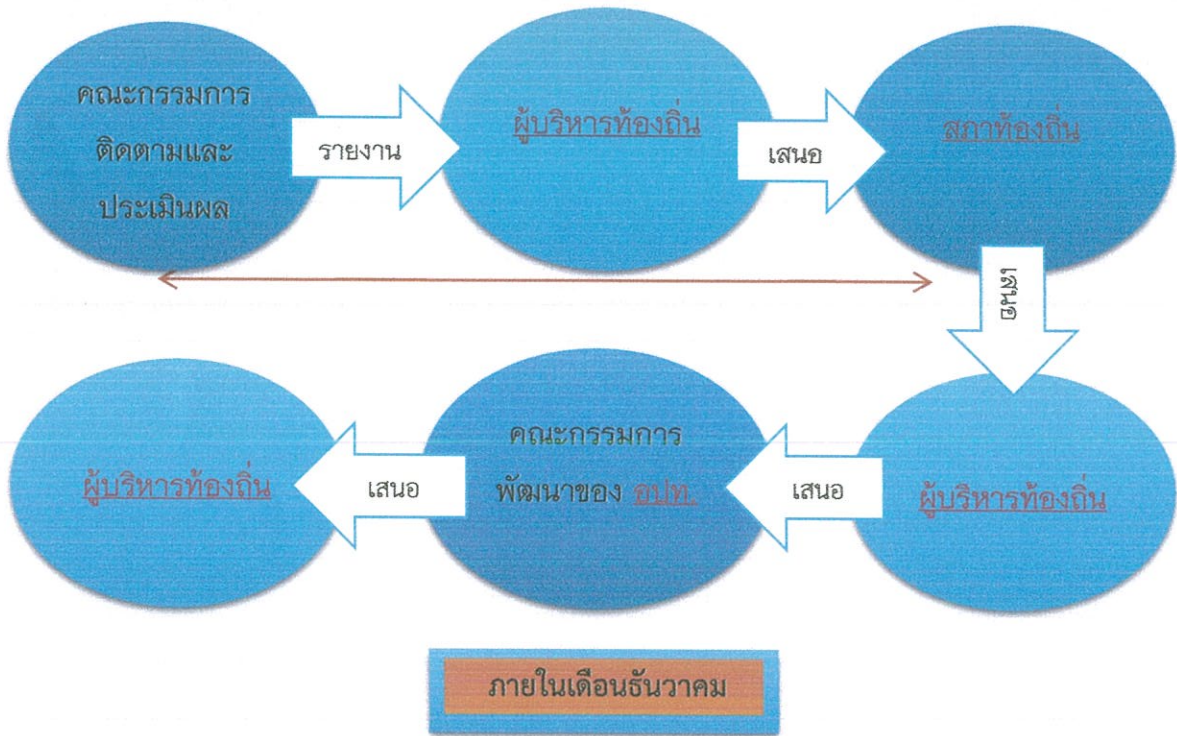 คณะกรรมการ
ติดตามและ
ประเมินผล
รายงาน
ผู้บริหารท้องถิ่น
เสนอ
สภาท้องถิ่น
เสนอ
ผู้บริหารท้องถิ่น
เสนอ
คณะกรรมการ
พัฒนาของ อปท.
เสนอ
ผู้บริหารท้องถิ่น
ภายในเดือนธันวาคม